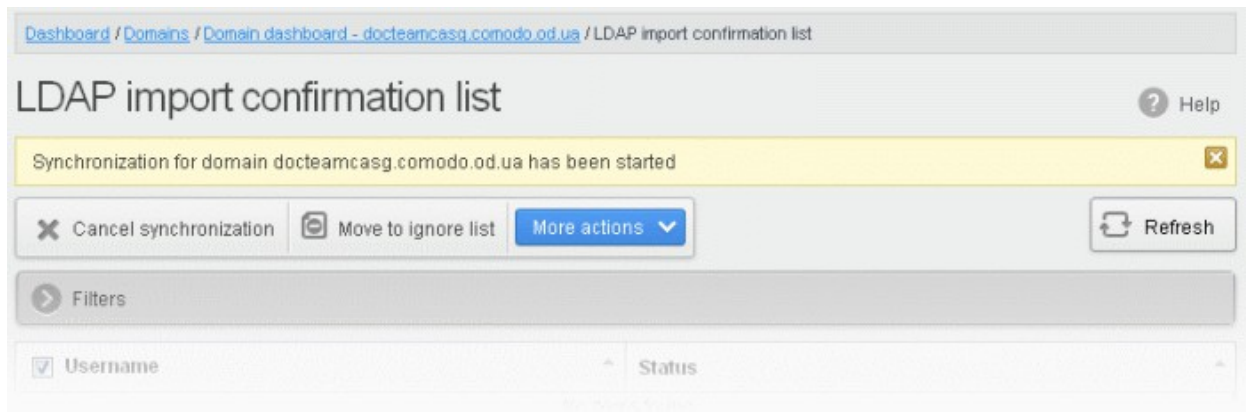 Dashboard / Domains / Domain dashboard - docteamcasg.comodo.od.ua / LDAP import confirmation list
LDAP import confirmation list
? Help
Synchronization for domain docteamcasg.comodo.od.ua has been started
Cancel synchronization Move to ignore list More actions Refresh
Filters
Username Status